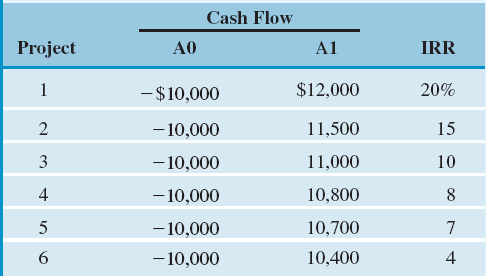 Cash Flow
Project A0 A1 IRR
1 −$10,000 $12,000 20%
2 −10,000 11,500 15
3 −10,000 11,000 10
4 −10,000 10,800 8
5 −10,000 10,700 7
6 −10,000 10,400 4